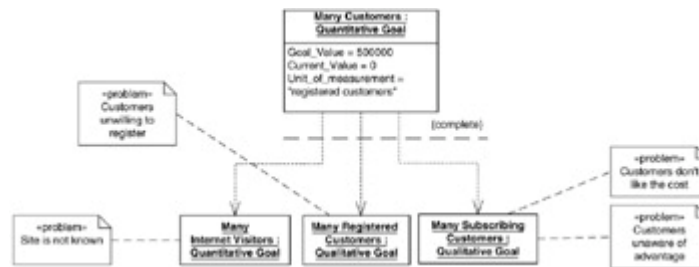 Many Customers :
Quantitative Goal
Goal_Value = 500000
Current_Value = 0
Unit_of_measurement =
"registered customers"
«problem»
Customers
unwilling to
register
{complete}
«problem»
Customers don't
like the cost
«problem»
Site is not known
Many
Internet Visitors :
Quantitative Goal
Many Registered
Customers :
Qualitative Goal
Many Subscribing
Customers :
Qualitative Goal
«problem»
Customers
unaware of
advantage